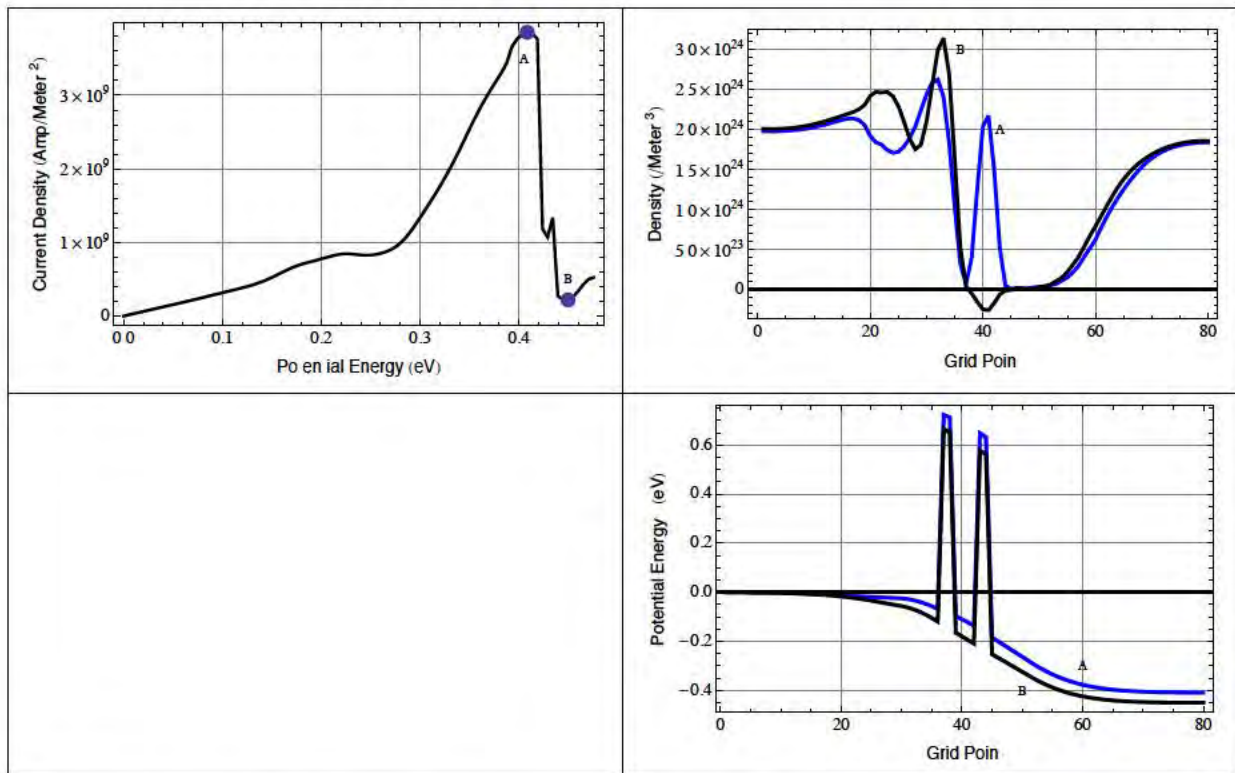 Current Density (Amp/Meter 2)
3×10⁹
2×10⁹
1×10⁹
0
A
B
0 0 0.1 0.2 0.3 0.4
Po en ial Energy (eV)
Density (/Meter 3)
3 0×10²⁴
2 5×10²⁴
2 0×10²⁴
1 5×10²⁴
1 0×10²⁴
5 0×10²³
0
B
A
0 20 40 60 80
Grid Poin
Potential Energy (eV)
0.6
0.4
0.2
0.0
−0.2
−0.4
A
B
0 20 40 60 80
Grid Poin